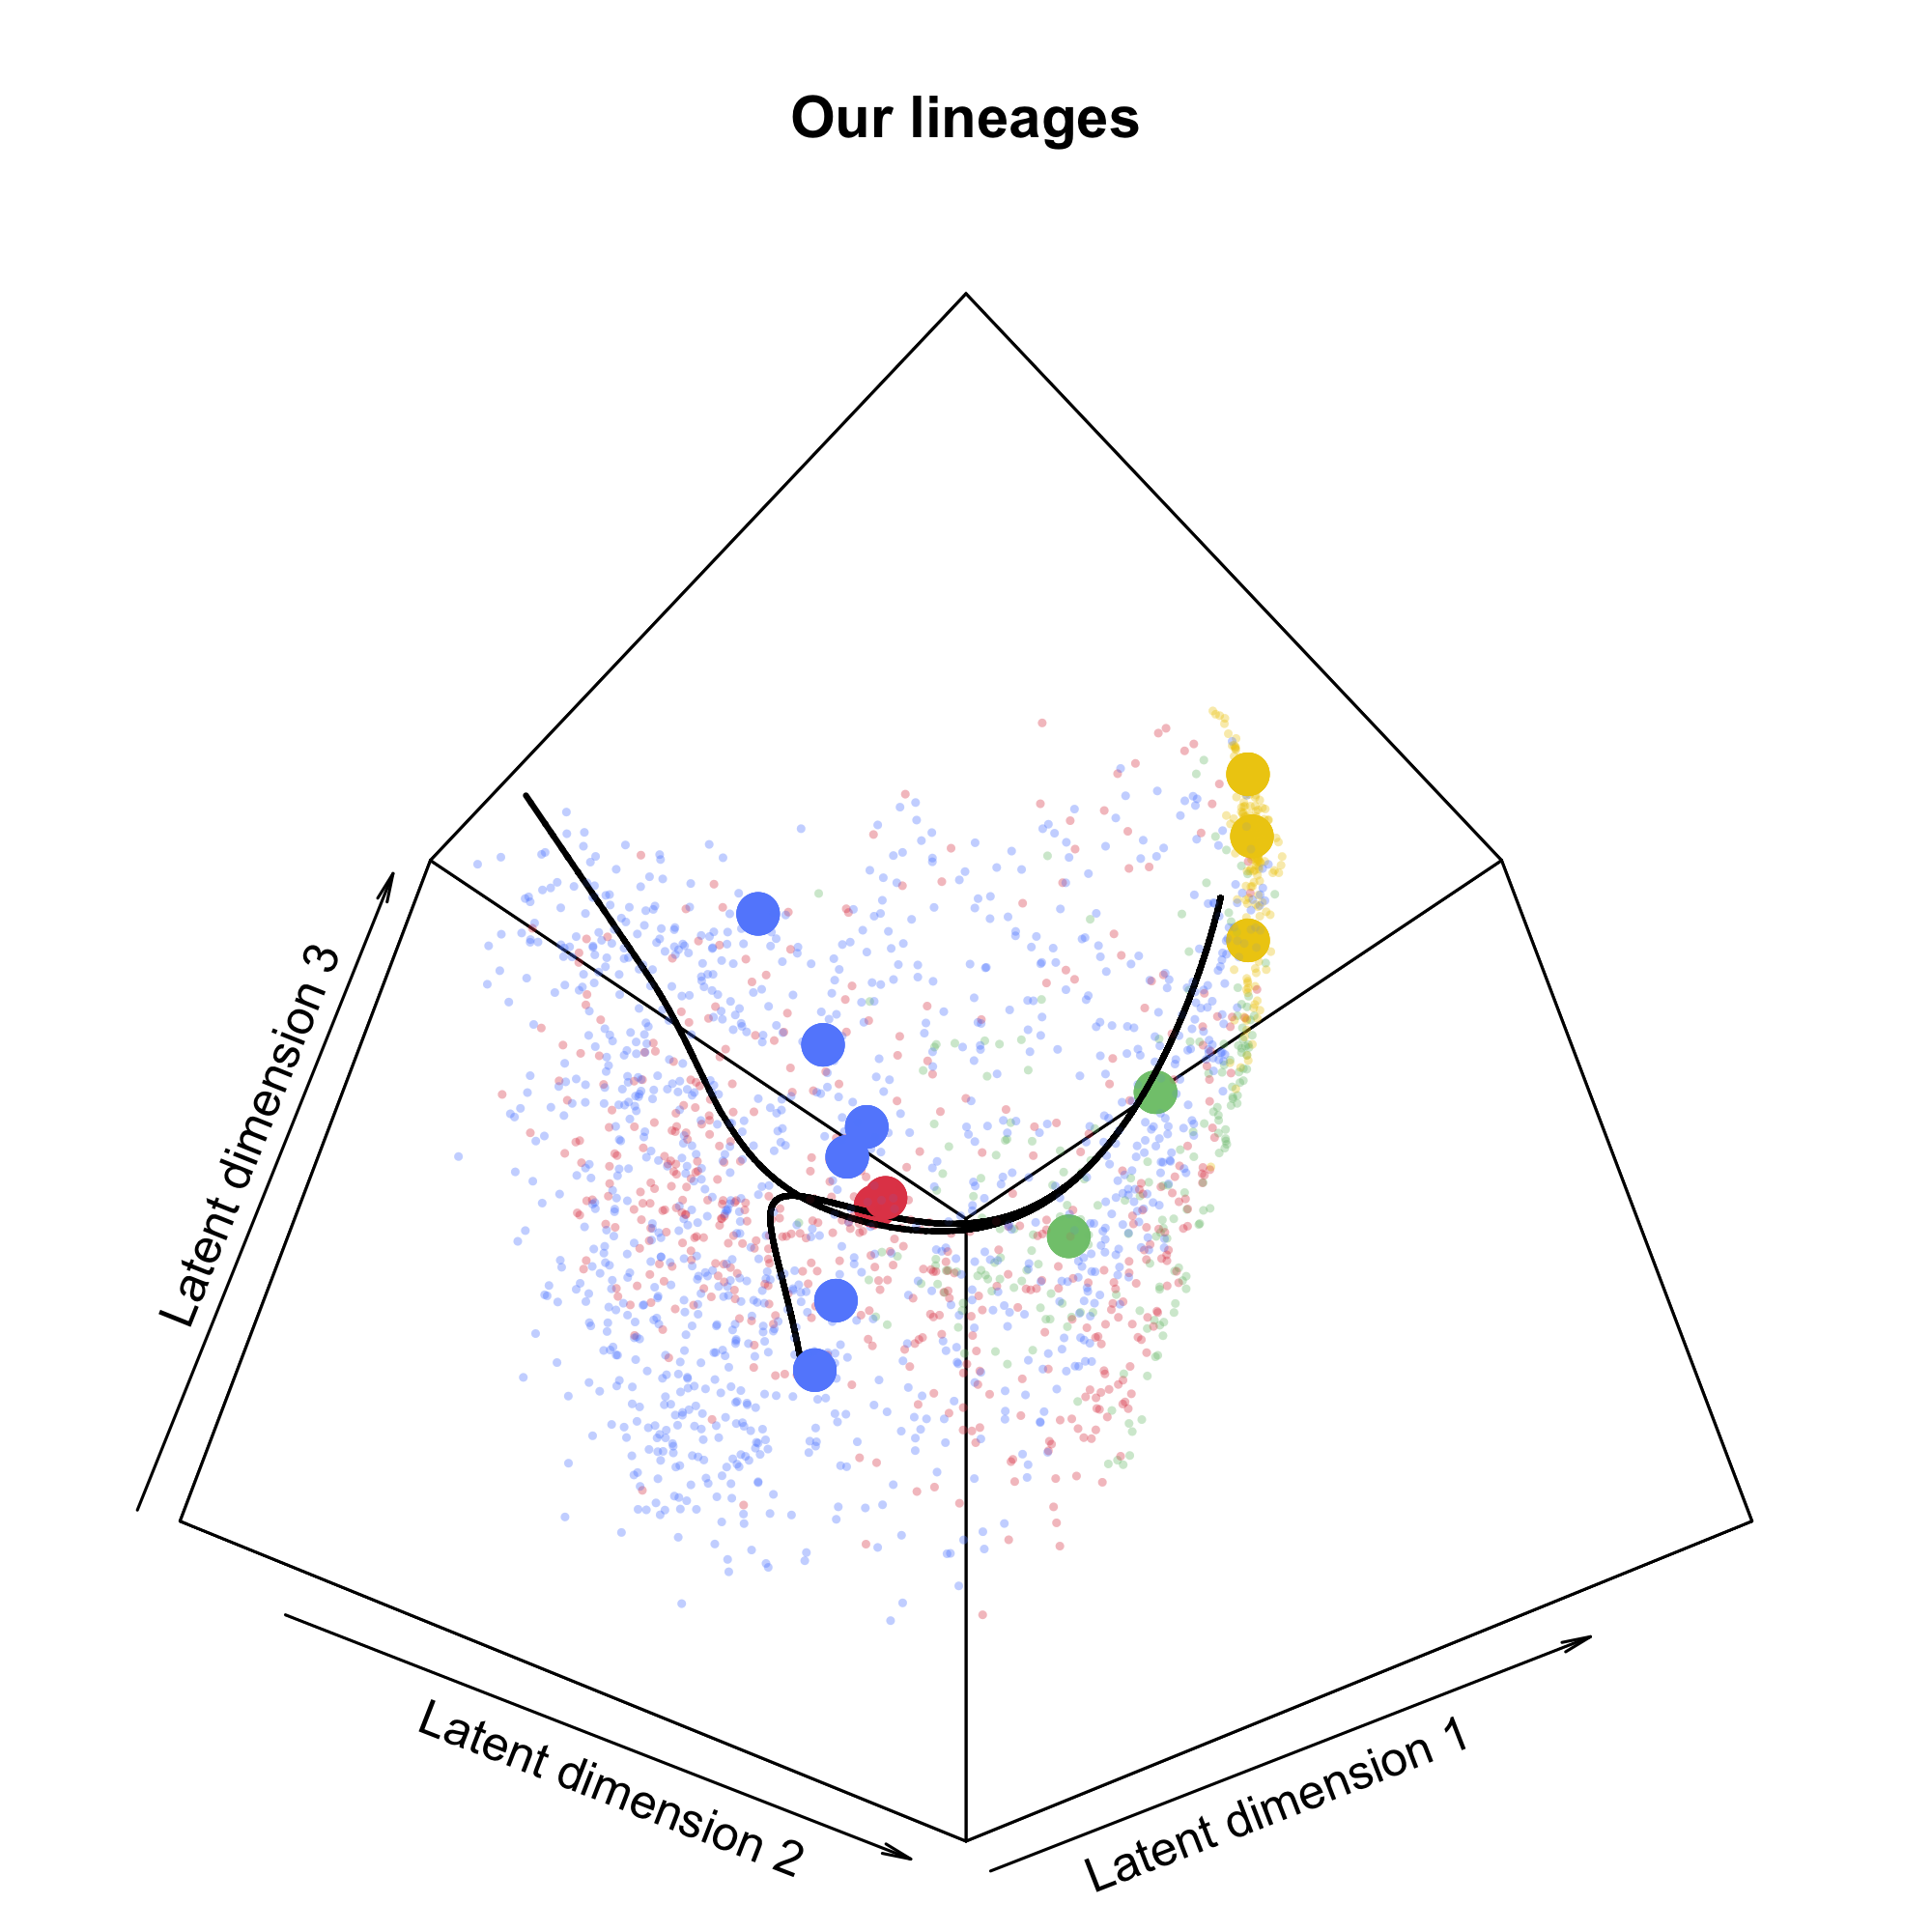 Our lineages
Latent dimension 3
Latent dimension 2
Latent dimension 1